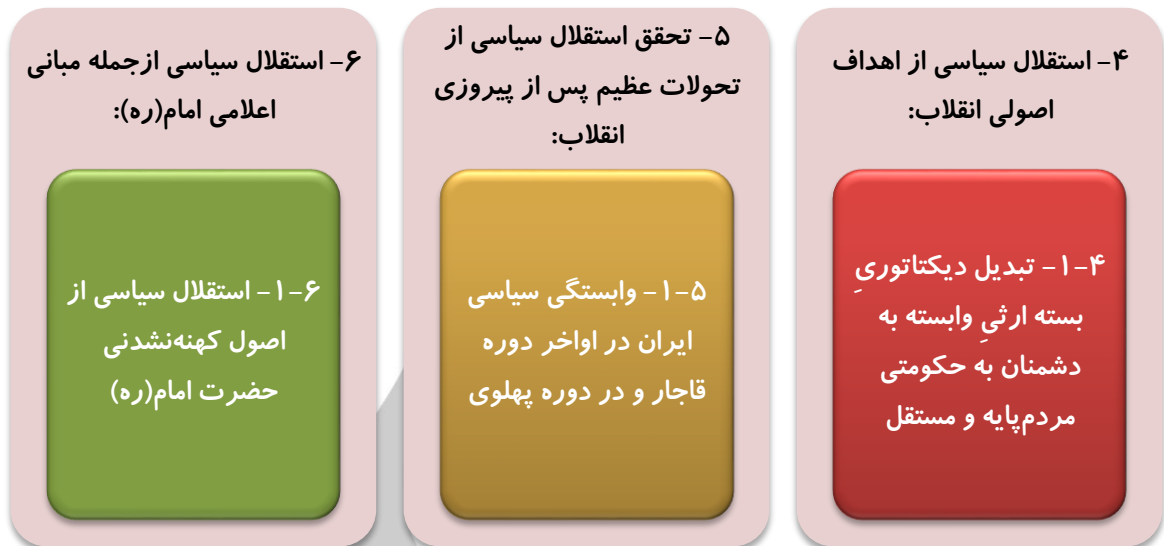 ۴- استقلال سیاسی از اهداف
اصولی انقلاب:
۴-۱- تبدیل دیکتاتوریِ
بسته ارثیِ وابسته به
دشمنان به حکومتی
مردم‌پایه و مستقل
۵- تحقق استقلال سیاسی از
تحولات عظیم پس از پیروزی
انقلاب:
۵-۱- وابستگی سیاسی
ایران در اواخر دوره
قاجار و در دوره پهلوی
۶- استقلال سیاسی ازجمله مبانی
اعلامی امام(ره):
۶-۱- استقلال سیاسی از
اصول کهنه‌نشدنی
حضرت امام(ره)